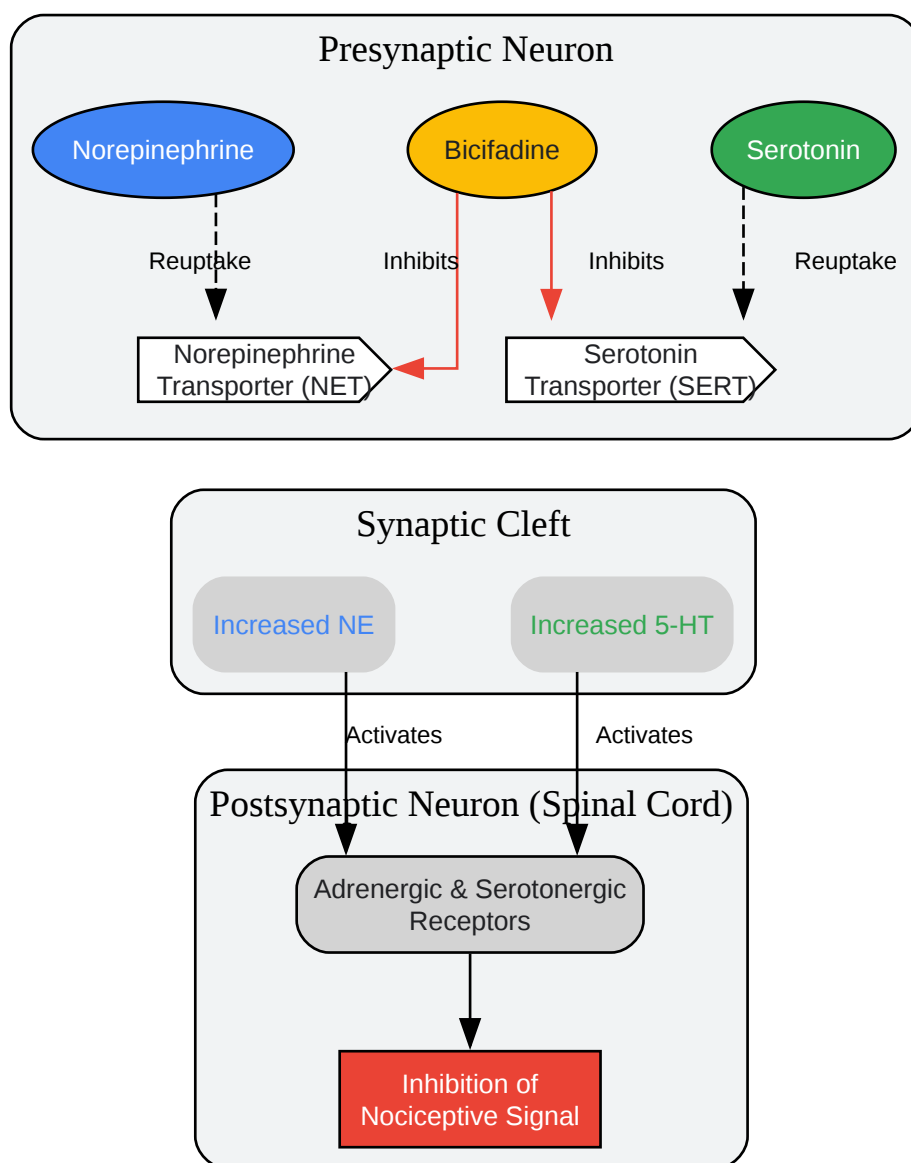 Presynaptic Neuron
Norepinephrine
Bicifadine
Serotonin
Reuptake
Inhibits
Inhibits
Reuptake
Norepinephrine
Transporter (NET)
Serotonin
Transporter (SERT)
Synaptic Cleft
Increased NE
Increased 5-HT
Activates
Activates
Postsynaptic Neuron (Spinal Cord)
Adrenergic & Serotonergic
Receptors
Inhibition of
Nociceptive Signal